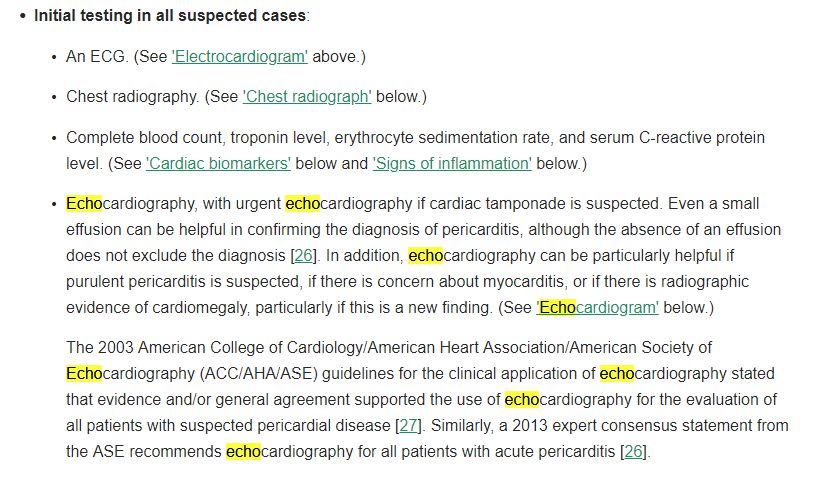 • Initial testing in all suspected cases:
• An ECG. (See 'Electrocardiogram' above.)
• Chest radiography. (See 'Chest radiograph' below.)
• Complete blood count, troponin level, erythrocyte sedimentation rate, and serum C-reactive protein
level. (See 'Cardiac biomarkers' below and 'Signs of inflammation' below.)
• Echocardiography, with urgent echocardiography if cardiac tamponade is suspected. Even a small
effusion can be helpful in confirming the diagnosis of pericarditis, although the absence of an effusion
does not exclude the diagnosis [26]. In addition, echocardiography can be particularly helpful if
purulent pericarditis is suspected, if there is concern about myocarditis, or if there is radiographic
evidence of cardiomegaly, particularly if this is a new finding. (See 'Echocardiogram' below.)
The 2003 American College of Cardiology/American Heart Association/American Society of
Echocardiography (ACC/AHA/ASE) guidelines for the clinical application of echocardiography stated
that evidence and/or general agreement supported the use of echocardiography for the evaluation of
all patients with suspected pericardial disease [27]. Similarly, a 2013 expert consensus statement from
the ASE recommends echocardiography for all patients with acute pericarditis [26].